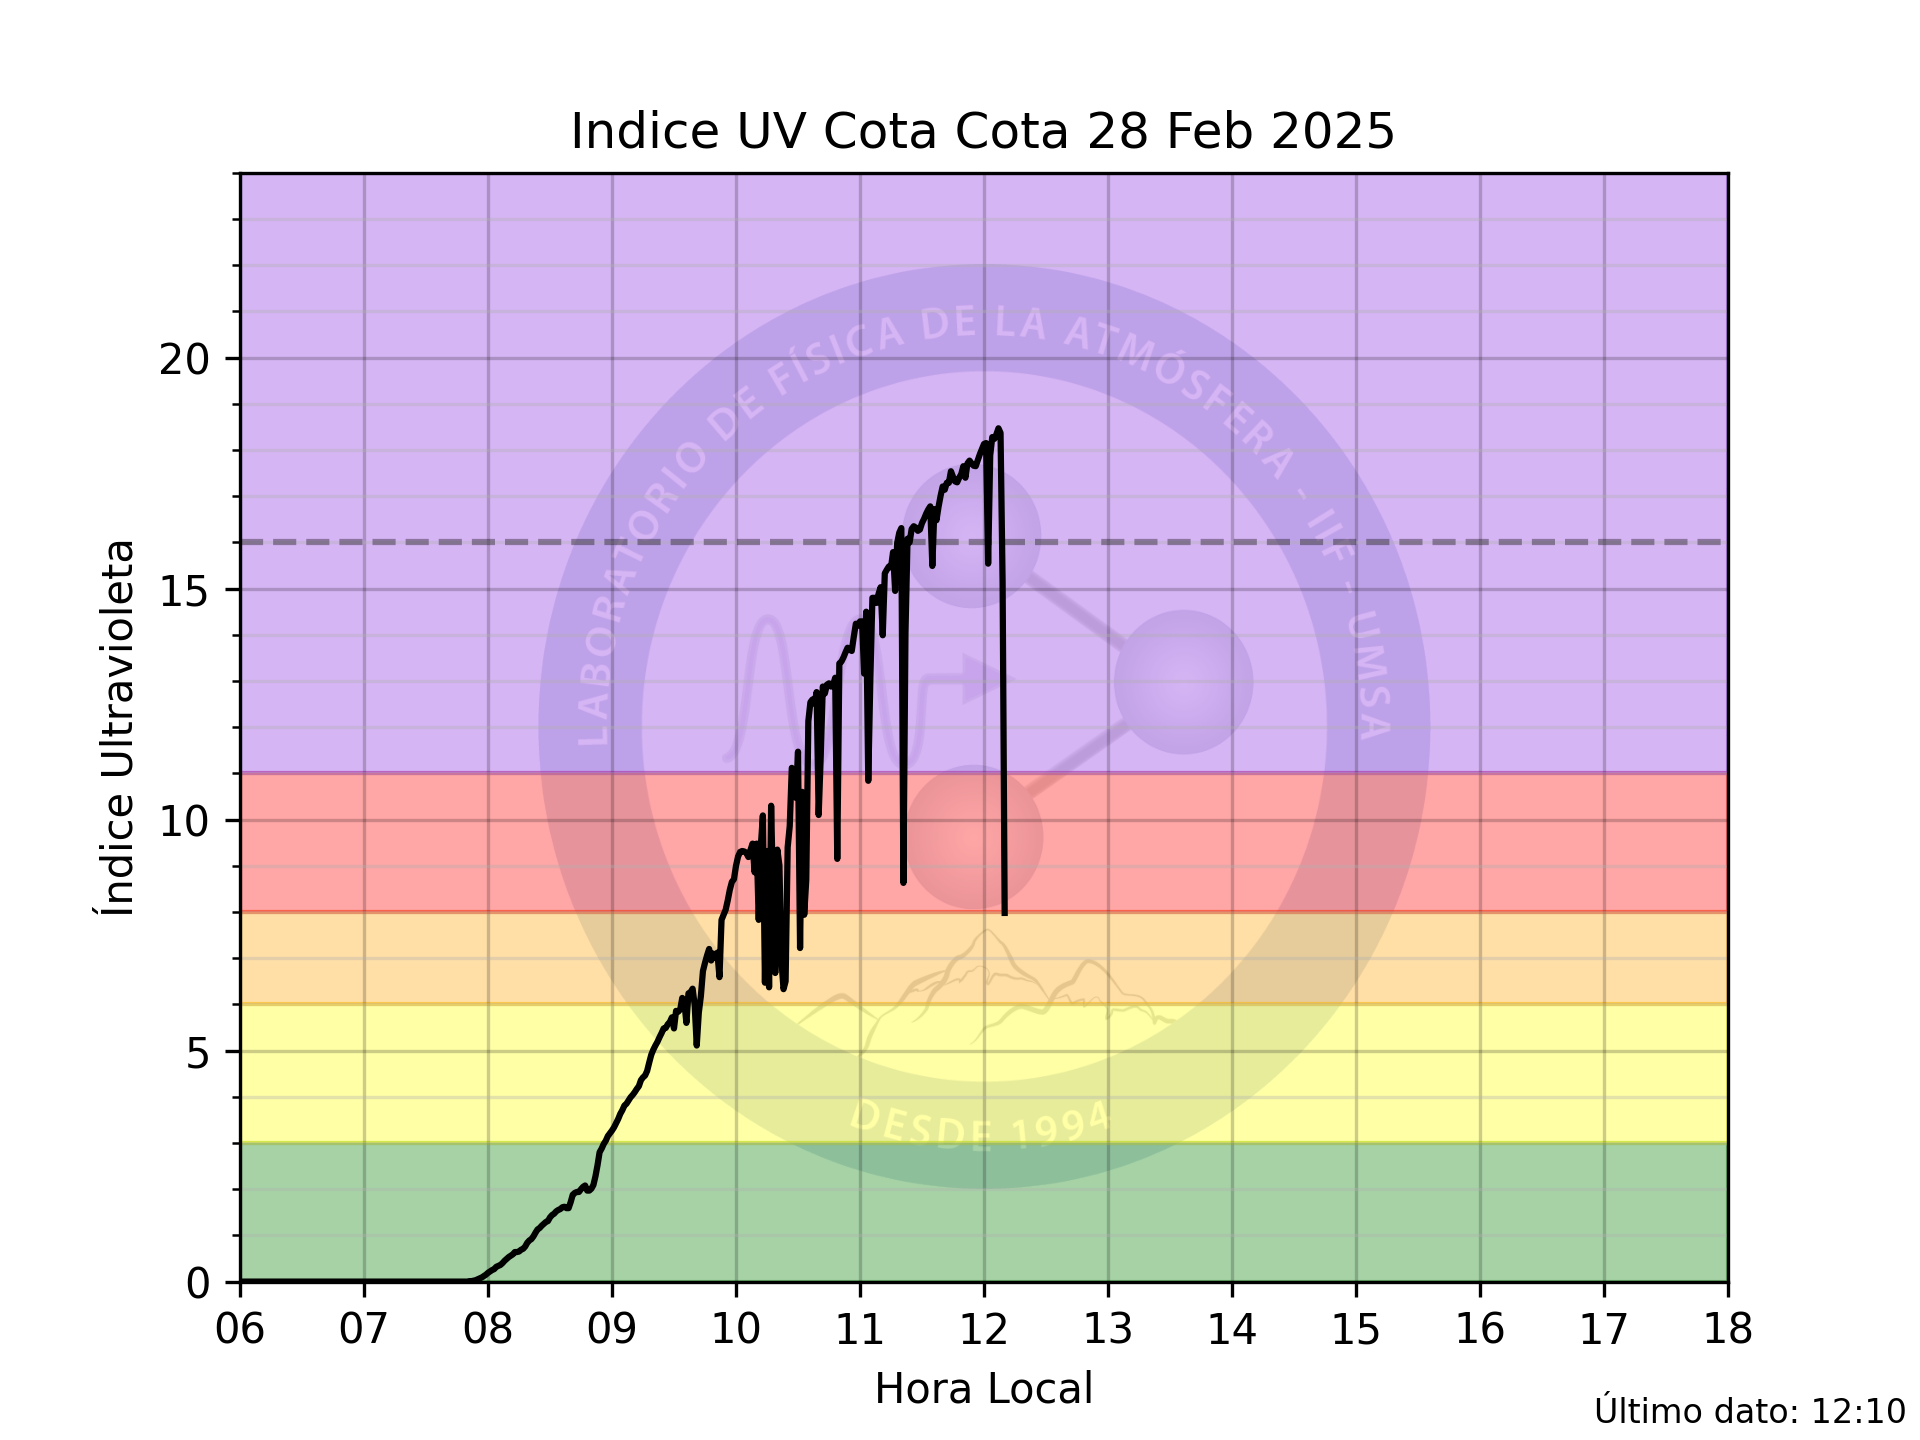 Indice UV Cota Cota 28 Feb 2025
LABORATORIO DE FÍSICA DE LA ATMÓSFERA - IIF - UMSA
DESDE 1994
Índice Ultravioleta
20
15
10
5
0
06 07 08 09 10 11 12 13 14 15 16 17 18
Hora Local
Último dato: 12:10